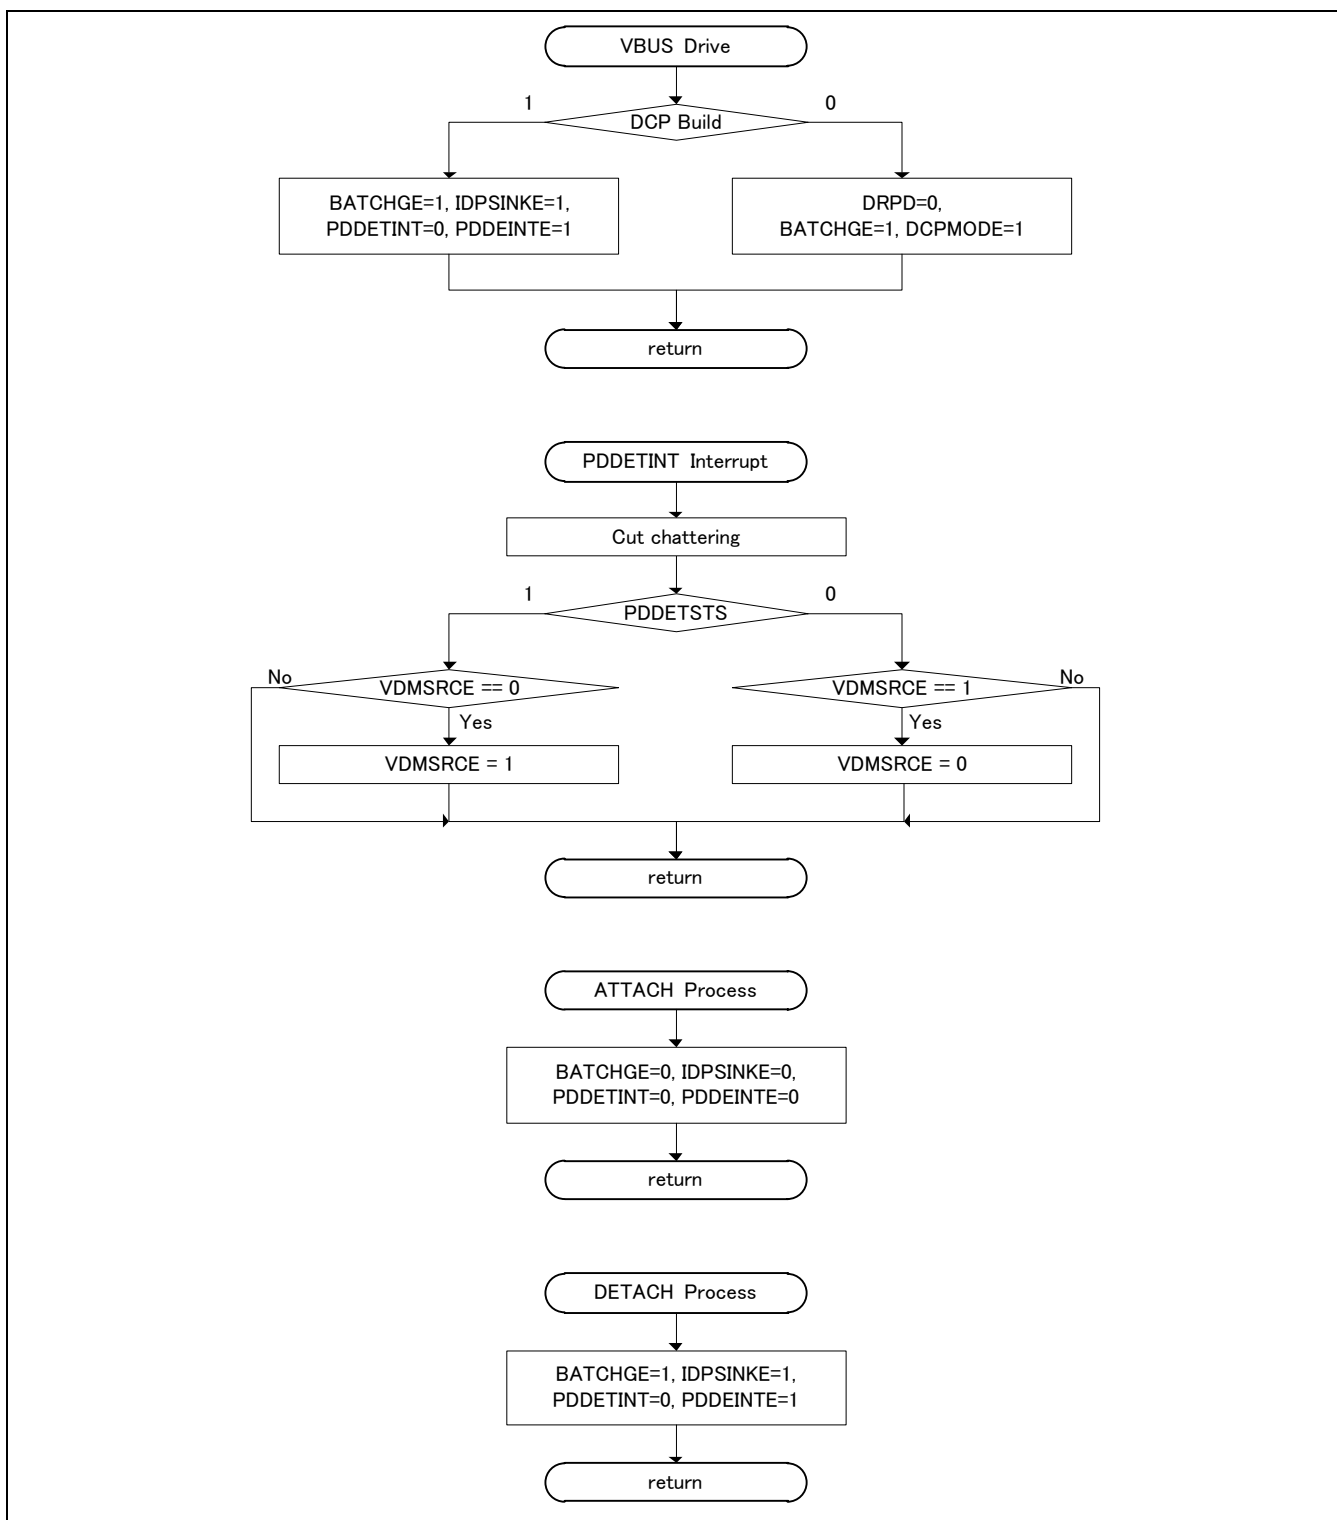 VBUS Drive
1
0
DCP Build
BATCHGE=1, IDPSINKE=1,
PDDETINT=0, PDDEINTE=1
DRPD=0,
BATCHGE=1, DCPMODE=1
return
PDDETINT Interrupt
Cut chattering
1
0
PDDETSTS
No
VDMSRCE == 0
VDMSRCE == 1
No
Yes
Yes
VDMSRCE = 1
VDMSRCE = 0
return
ATTACH Process
BATCHGE=0, IDPSINKE=0,
PDDETINT=0, PDDEINTE=0
return
DETACH Process
BATCHGE=1, IDPSINKE=1,
PDDETINT=0, PDDEINTE=1
return